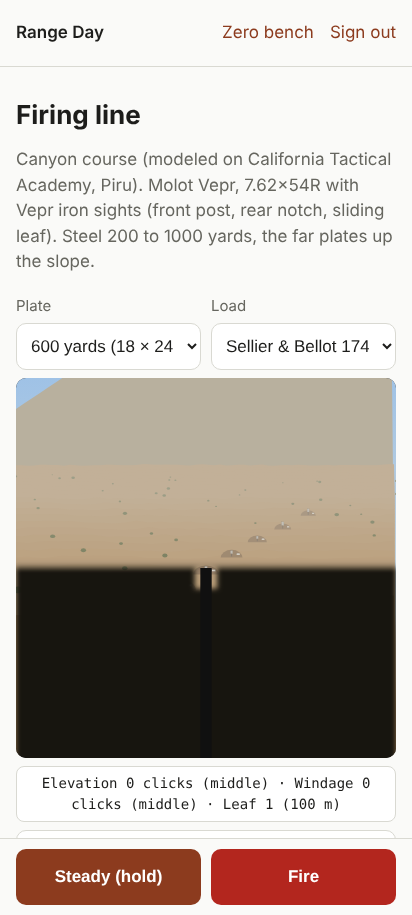 Range Day
Zero bench
Sign out
Firing line
Canyon course (modeled on California Tactical
Academy, Piru). Molot Vepr, 7.62×54R with
Vepr iron sights (front post, rear notch, sliding
leaf). Steel 200 to 1000 yards, the far plates up
the slope.
Plate
Load
600 yards (18 × 24
Sellier & Bellot 174
Elevation 0 clicks (middle) · Windage 0
clicks (middle) · Leaf 1 (100 m)
Steady (hold)
Fire